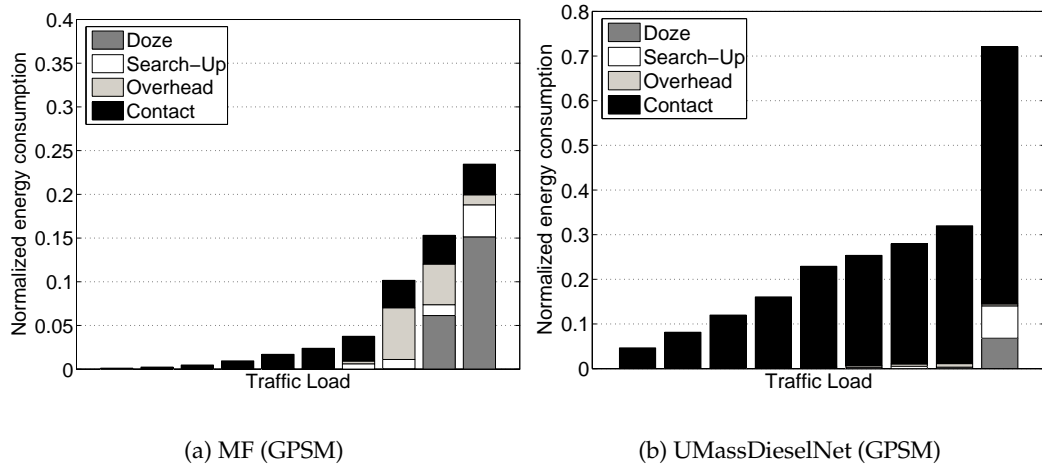 0.4
0.35
0.3
0.25
0.2
0.15
0.1
0.05
0
Normalized energy consumption
Doze
Search-Up
Overhead
Contact
Traffic Load
(a) MF (GPSM)
0.8
0.7
0.6
0.5
0.4
0.3
0.2
0.1
0
Normalized energy consumption
Doze
Search-Up
Overhead
Contact
Traffic Load
(b) UMassDieselNet (GPSM)